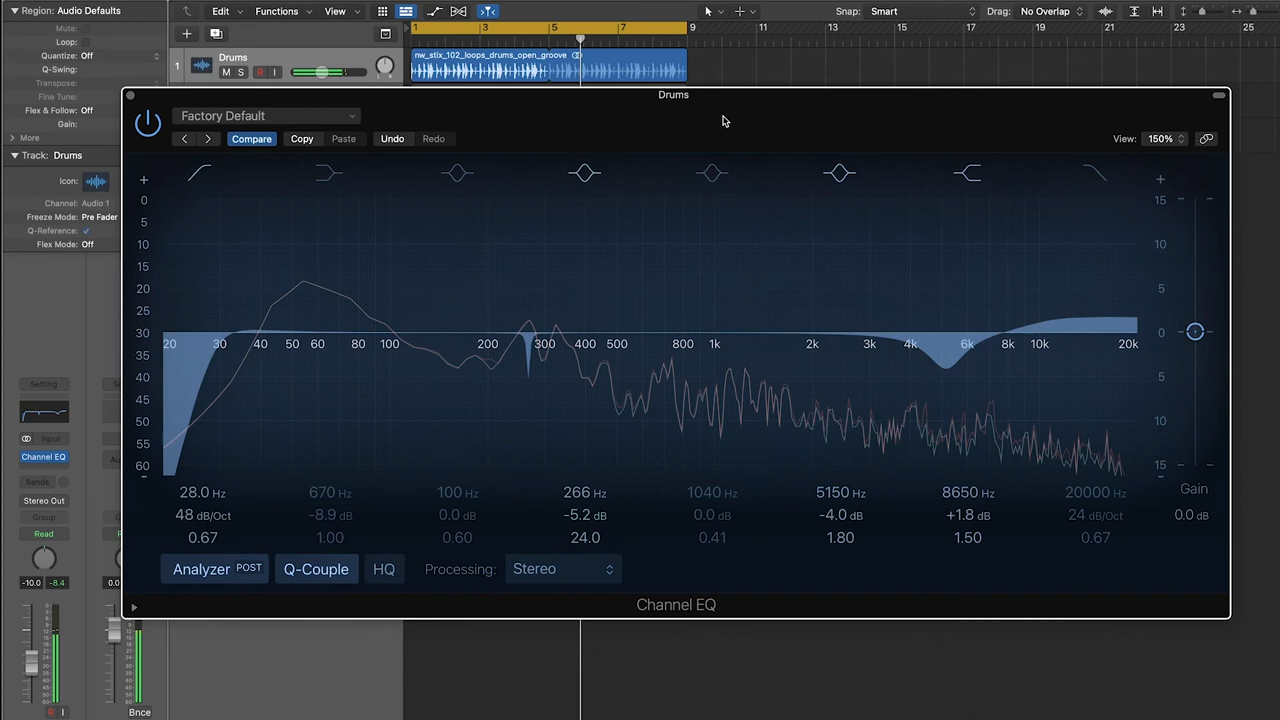 Region: Audio Defaults
Edit
Functions
View
Snap: Smart
Drag: No Overlap
Mute:
Loop:
Quantize: Off
Q-Swing:
Transpose:
Fine Tune:
Flex & Follow: Off
Gain:
More
Track: Drums
Icon:
Channel: Audio 1
Freeze Mode: Pre Fader
Q-Reference:
Flex Mode: Off
1 3 5 7 9 11 13 15 17 19 21 23 25
1
Drums
M S R I
nw_stix_102_loops_drums_open_groove
Drums
Factory Default
Compare Copy Paste Undo Redo
View: 150%
0 5 10 15 20 25 30 35 40 45 50 55 60
20 30 40 50 60 80 100 200 300 400 500 800 1k 2k 3k 4k 6k 8k 10k 20k
15 10 5 0 5 10 15
28.0 Hz 670 Hz 100 Hz 266 Hz 1040 Hz 5150 Hz 8650 Hz 20000 Hz
48 dB/Oct -8.9 dB 0.0 dB -5.2 dB 0.0 dB -4.0 dB +1.8 dB 24 dB/Oct
0.67 1.00 0.60 24.0 0.41 1.80 1.50 0.67
Gain
0.0 dB
Analyzer POST Q-Couple HQ Processing: Stereo
Channel EQ
Setting
Input
Channel EQ
Sends
Stereo Out
Group
Read
-10.0 -8.4
R I
Bnce